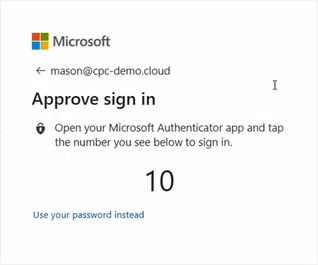 Microsoft
← mason@cpc-demo.cloud
Approve sign in
Open your Microsoft Authenticator app and tap
the number you see below to sign in.
10
Use your password instead